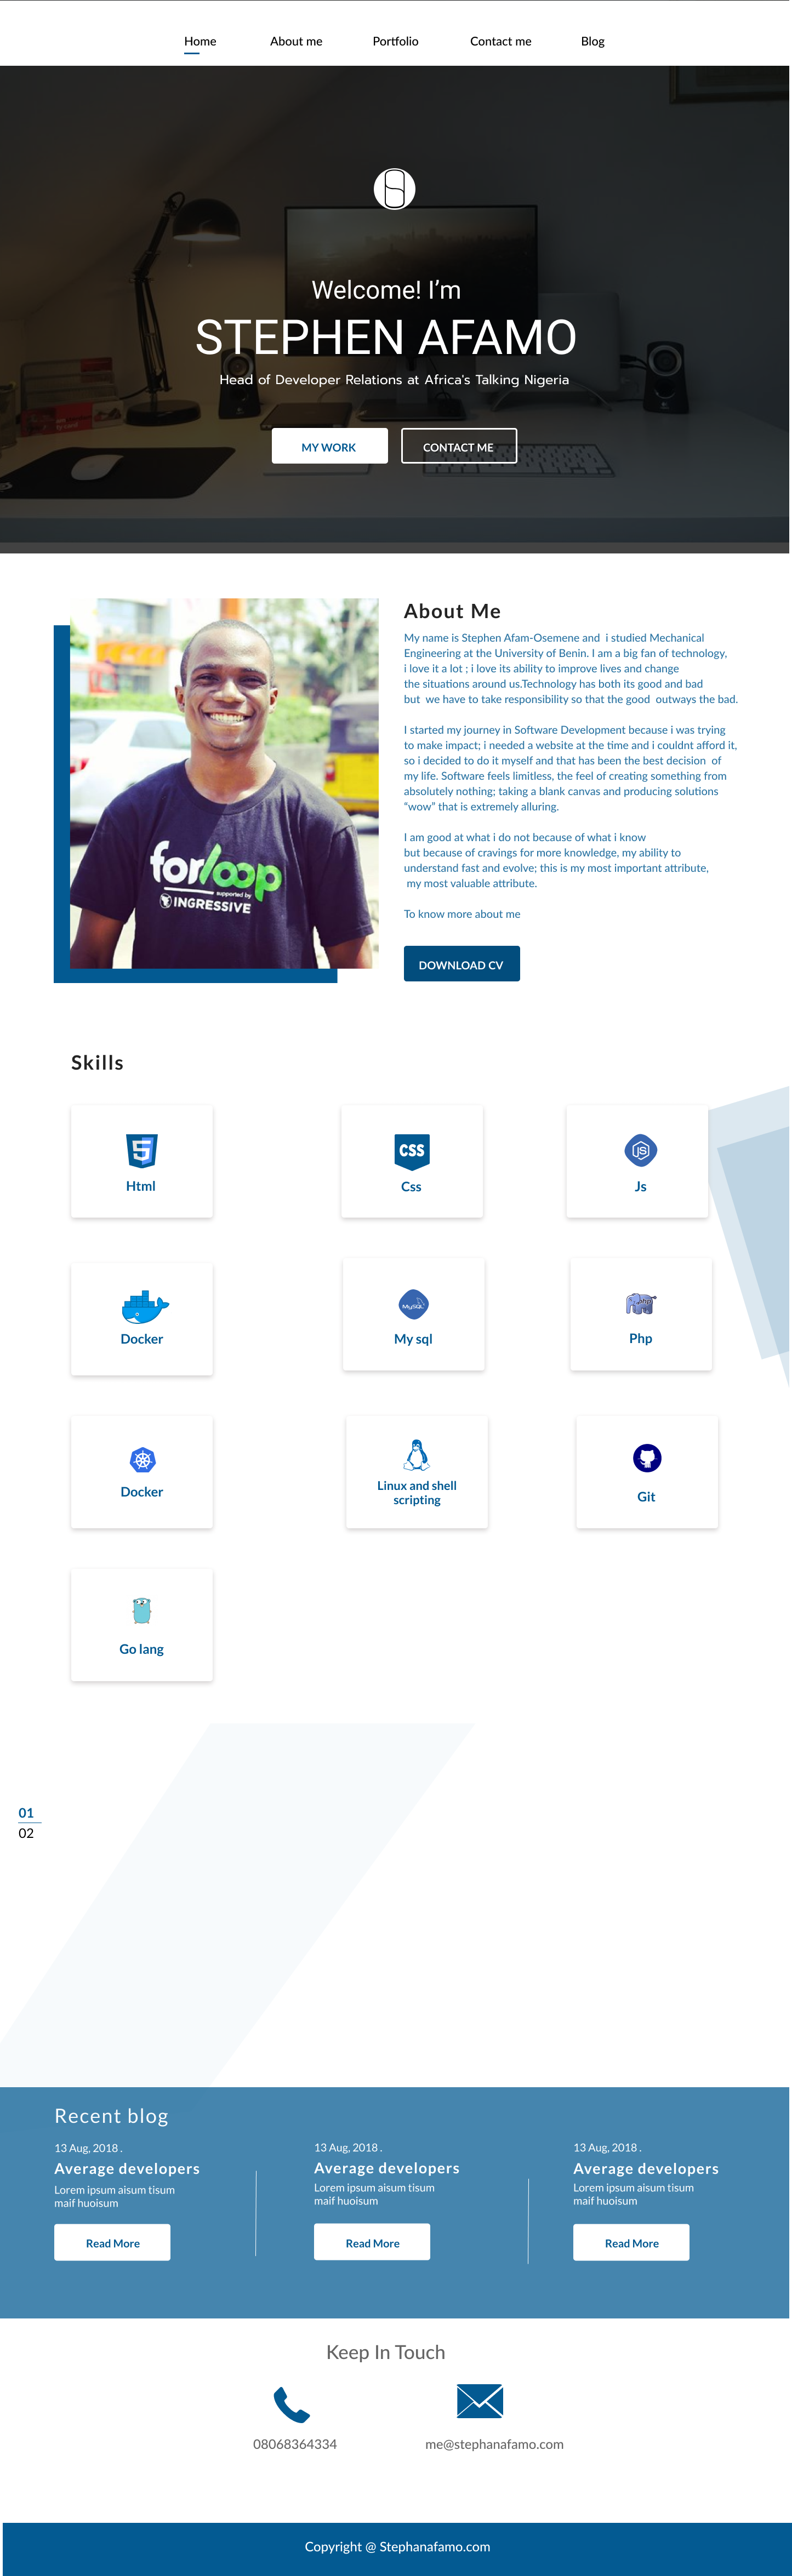 Home About me Portfolio Contact me Blog
Welcome! I'm
STEPHEN AFAMO
Head of Developer Relations at Africa's Talking Nigeria
MY WORK CONTACT ME
About Me
My name is Stephen Afam-Osemene and i studied Mechanical
Engineering at the University of Benin. I am a big fan of technology,
i love it a lot ; i love its ability to improve lives and change
the situations around us.Technology has both its good and bad
but we have to take responsibility so that the good outways the bad.
I started my journey in Software Development because i was trying
to make impact; i needed a website at the time and i couldnt afford it,
so i decided to do it myself and that has been the best decision of
my life. Software feels limitless, the feel of creating something from
absolutely nothing; taking a blank canvas and producing solutions
“wow” that is extremely alluring.
I am good at what i do not because of what i know
but because of cravings for more knowledge, my ability to
understand fast and evolve; this is my most important attribute,
my most valuable attribute.
To know more about me
DOWNLOAD CV
forloop
supported by
INGRESSIVE
Skills
Html
CSS
Css
JS
Js
Docker
MySQL
My sql
php
Php
Docker
Linux and shell
scripting
Git
Go lang
01
02
Recent blog
13 Aug, 2018 .
Average developers
Lorem ipsum aisum tisum
maif huoisum
Read More
13 Aug, 2018 .
Average developers
Lorem ipsum aisum tisum
maif huoisum
Read More
13 Aug, 2018 .
Average developers
Lorem ipsum aisum tisum
maif huoisum
Read More
Keep In Touch
08068364334
me@stephanafamo.com
Copyright @ Stephanafamo.com